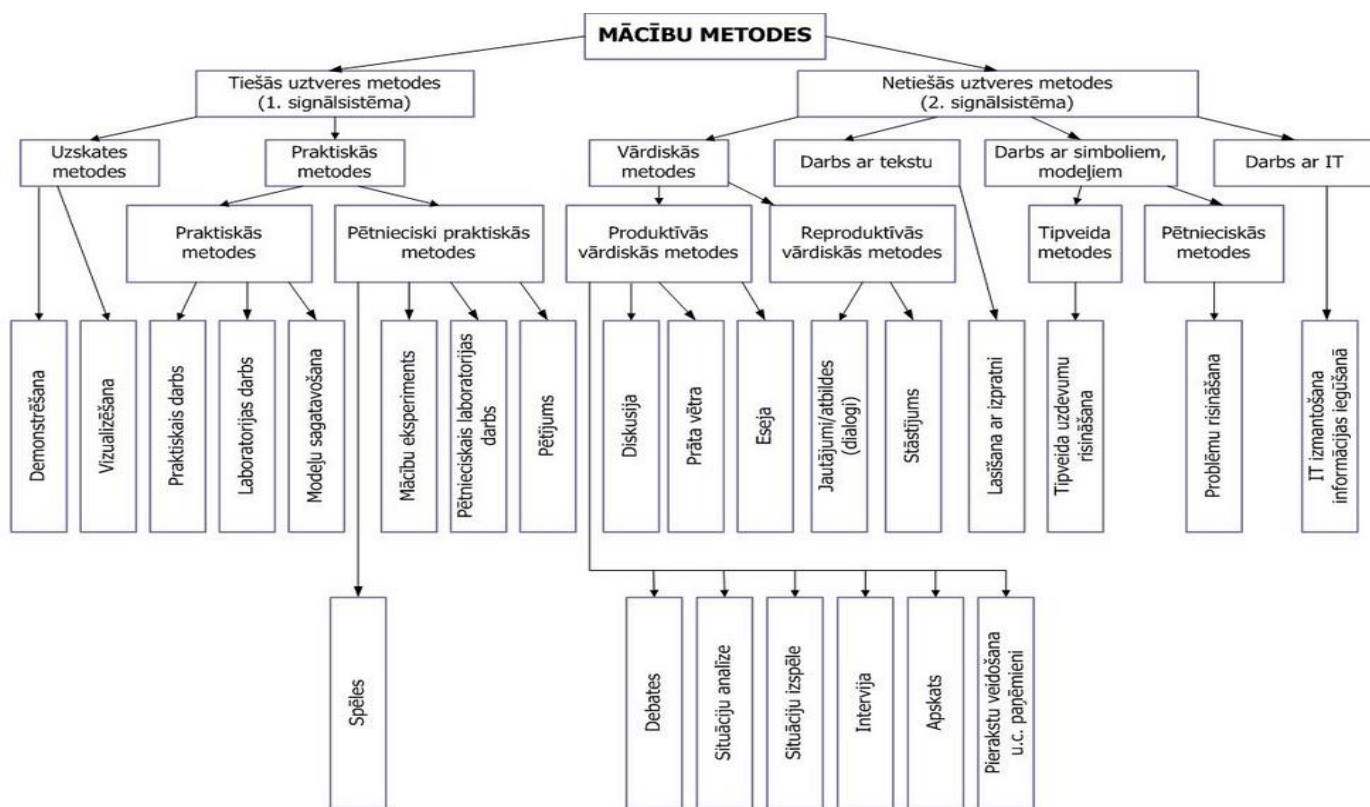 MĀCĪBU METODES
Tiešās uztveres metodes
(1. signālsistēma)
Netiešās uztveres metodes
(2. signālsistēma)
Uzskates
metodes
Praktiskās
metodes
Vārdiskās
metodes
Darbs ar tekstu
Darbs ar simboliem,
modeļiem
Darbs ar IT
Praktiskās
metodes
Pētnieciski praktiskās
metodes
Produktīvās
vārdiskās metodes
Reproduktīvās
vārdiskās metodes
Tipveida
metodes
Pētnieciskās
metodes
Demonstrēšana
Vizualizēšana
Praktiskais darbs
Laboratorijas darbs
Modeļu sagatavošana
Mācību eksperiments
Pētnieciskais laboratorijas
darbs
Pētījums
Diskusija
Prāta vētra
Eseja
Jautājumi/atbildes
(dialogi)
Stāstījums
Lasīšana ar izpratni
Tipveida uzdevumu
risināšana
Problēmu risināšana
IT izmantošana
informācijas iegūšanā
Spēles
Debates
Situāciju analīze
Situāciju izspēle
Intervija
Apskats
Pierakstu veidošana
u.c. paņēmieni